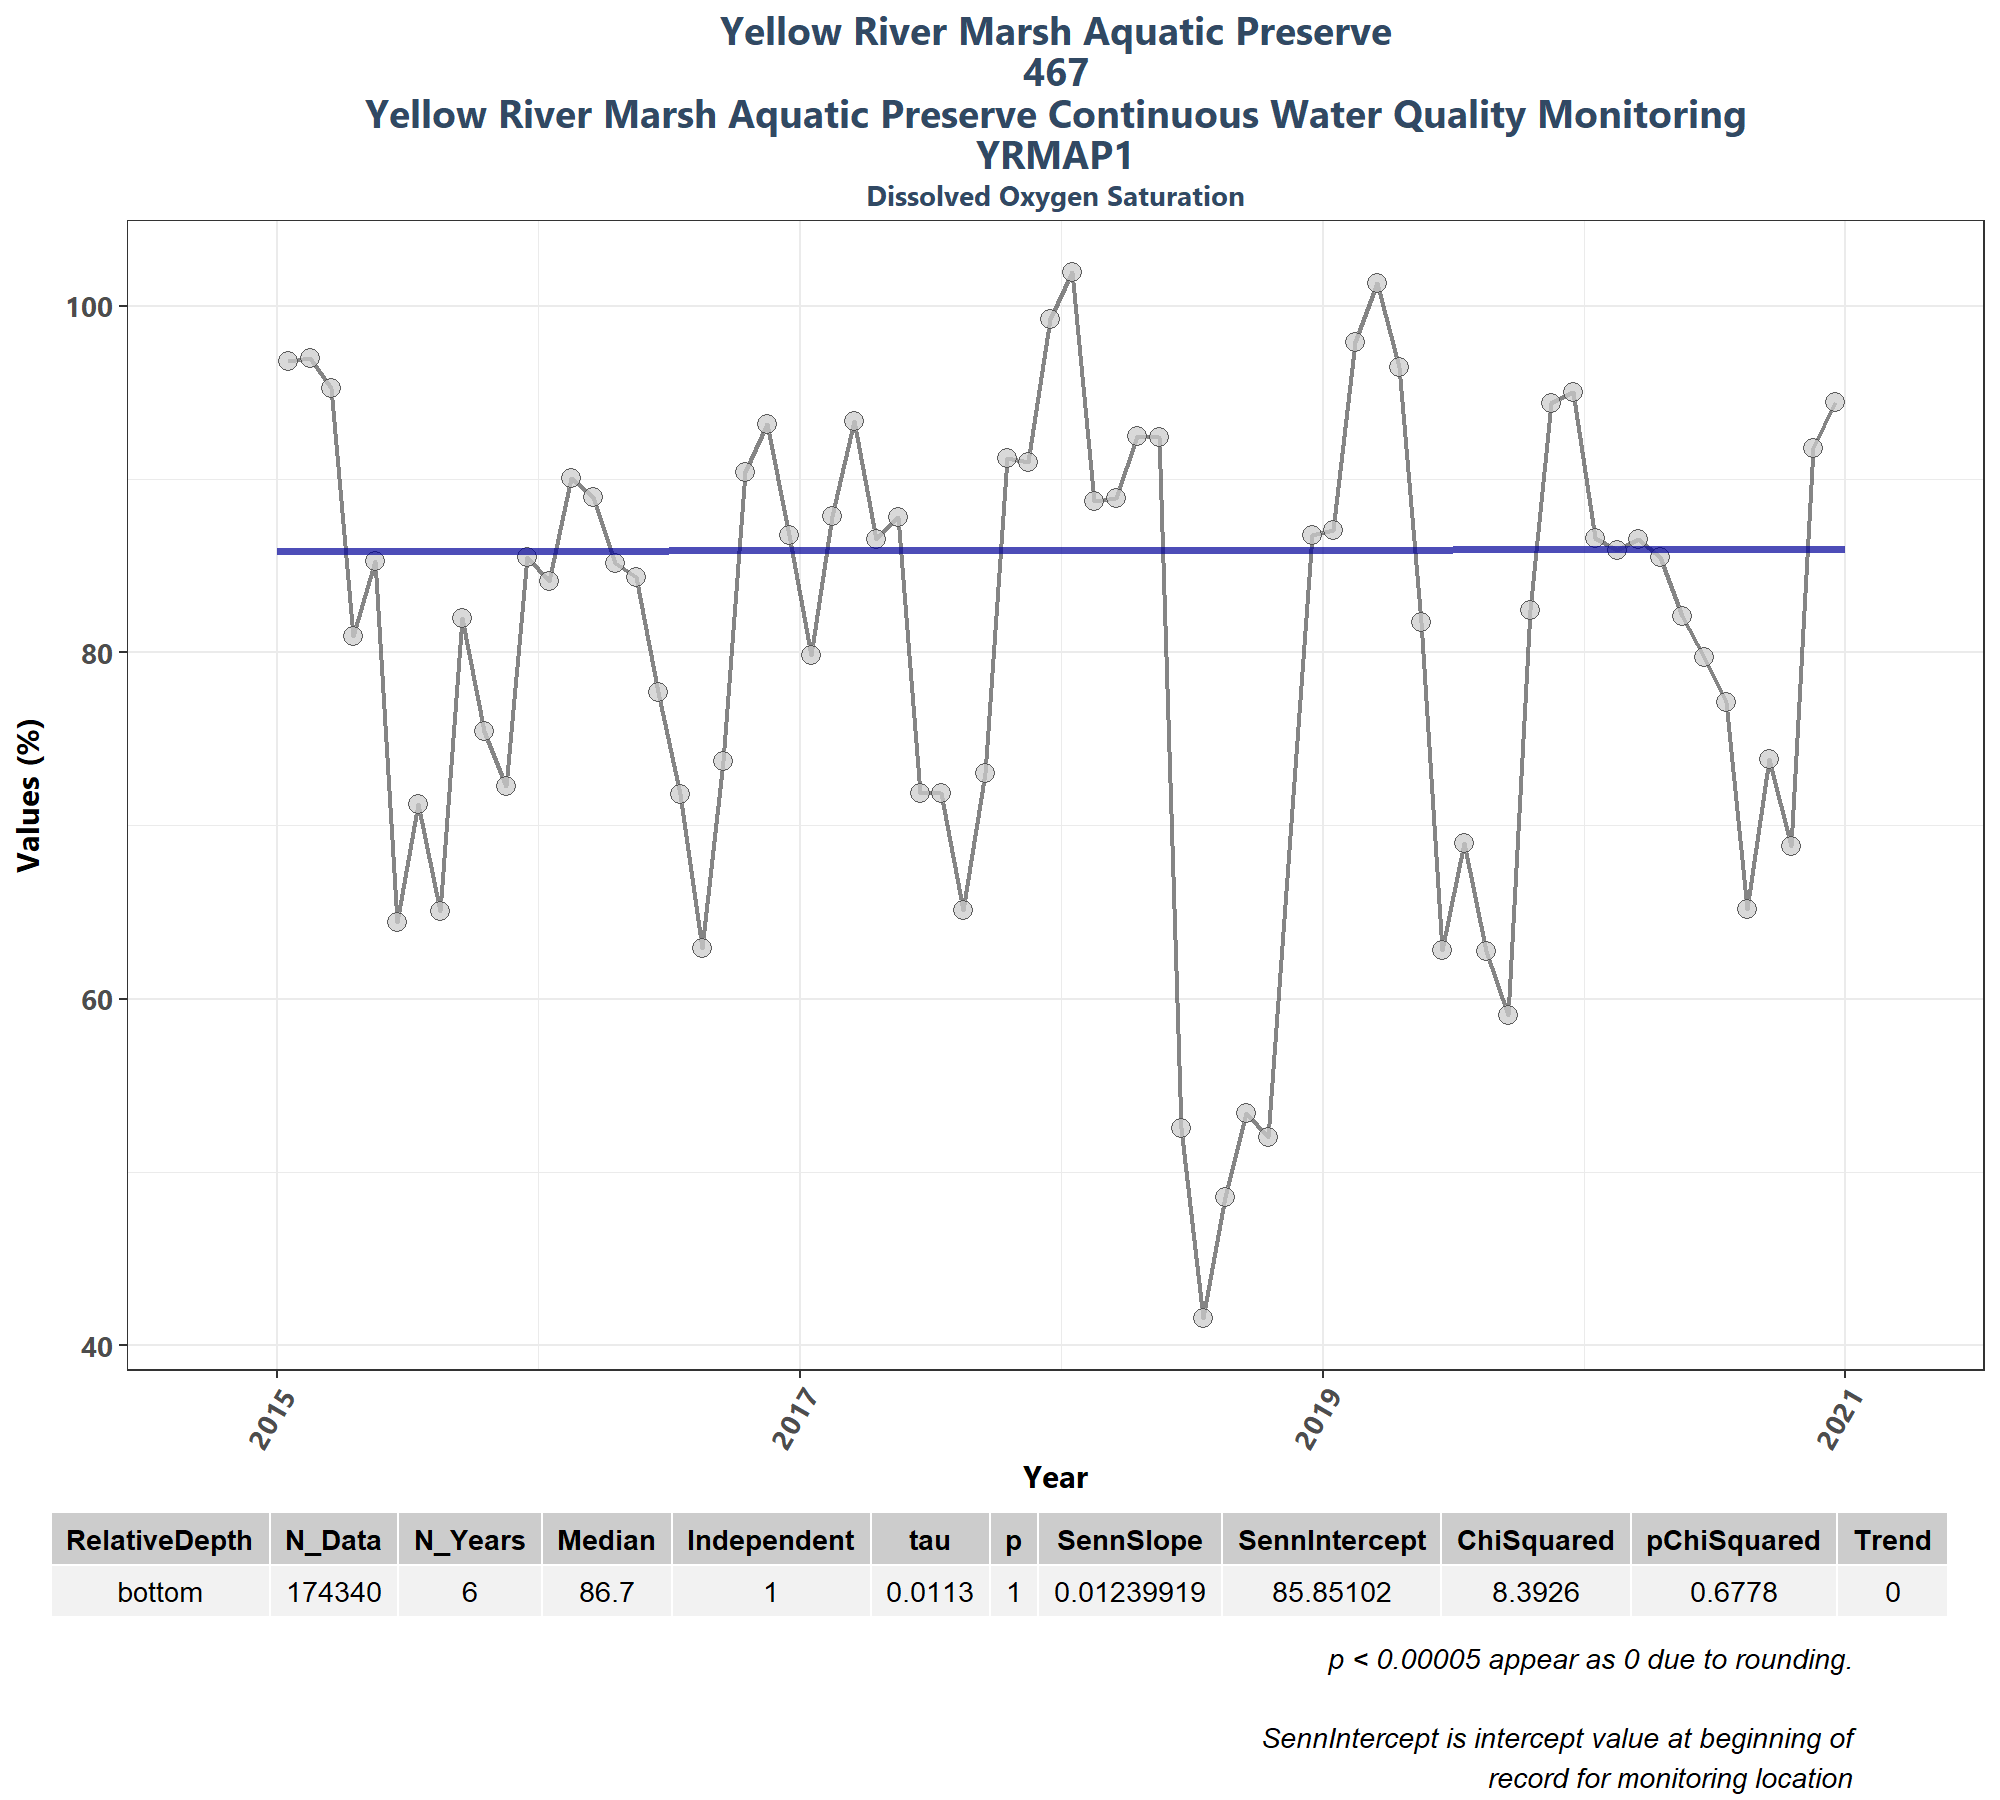 Yellow River Marsh Aquatic Preserve
467
Yellow River Marsh Aquatic Preserve Continuous Water Quality Monitoring
YRMAP1
Dissolved Oxygen Saturation
Values (%)
100
80
60
40
2015 2017 2019 2021
Year
RelativeDepth N_Data N_Years Median Independent tau p SennSlope SennIntercept ChiSquared pChiSquared Trend
bottom 174340 6 86.7 1 0.0113 1 0.01239919 85.85102 8.3926 0.6778 0
p < 0.00005 appear as 0 due to rounding.
SennIntercept is intercept value at beginning of
record for monitoring location